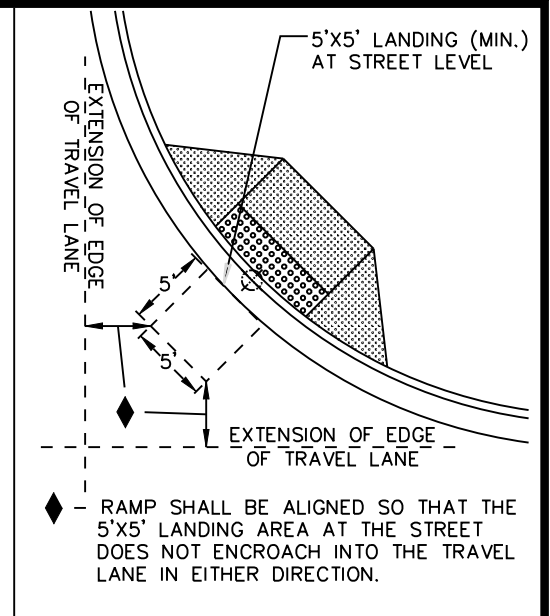 5'X5' LANDING (MIN.)
AT STREET LEVEL
EXTENSION OF EDGE
OF TRAVEL LANE
5'
5'
EXTENSION OF EDGE
OF TRAVEL LANE
♦ – RAMP SHALL BE ALIGNED SO THAT THE
5'X5' LANDING AREA AT THE STREET
DOES NOT ENCROACH INTO THE TRAVEL
LANE IN EITHER DIRECTION.